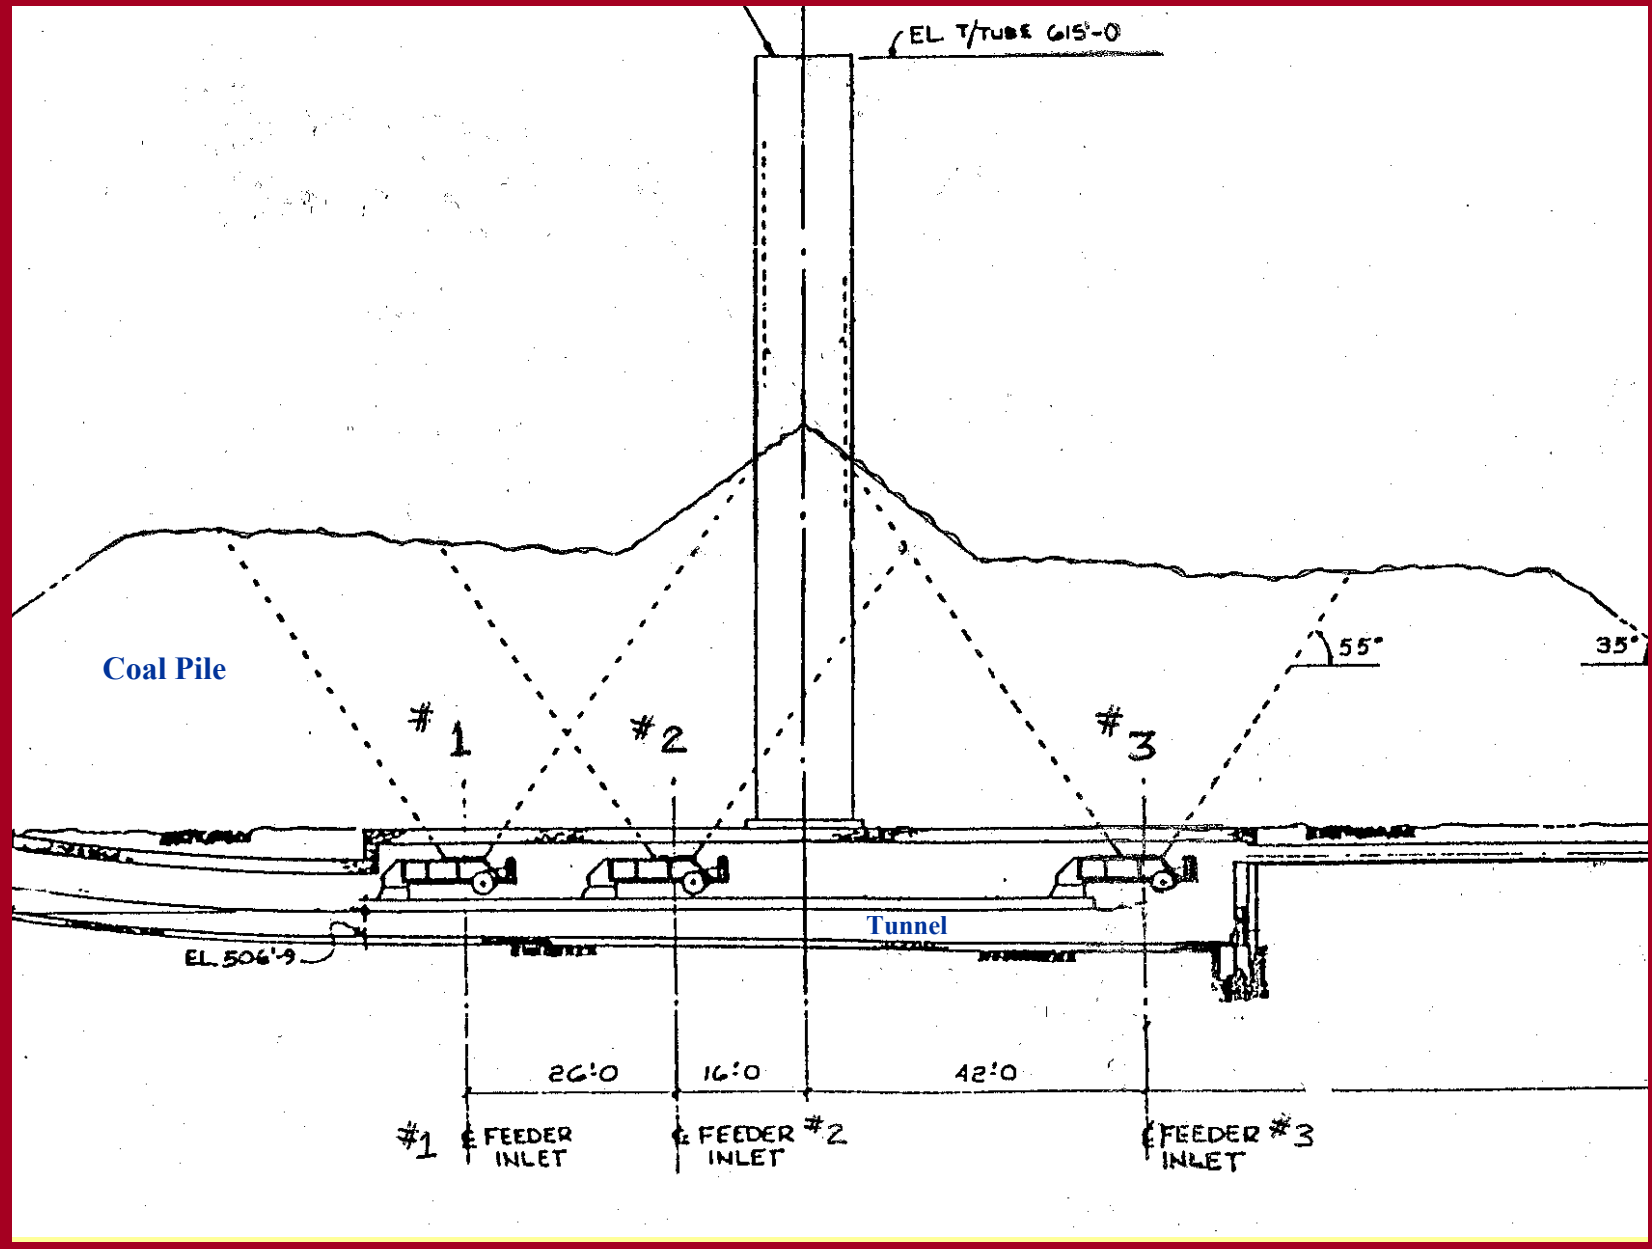 EL T/TUBE 615'-0
55°
35°
Coal Pile
# 1
# 2
# 3
Tunnel
EL 506'-9
26'-0
16'-0
42'-0
#1 ℄ FEEDER
INLET
℄ FEEDER #2
INLET
℄ FEEDER #3
INLET